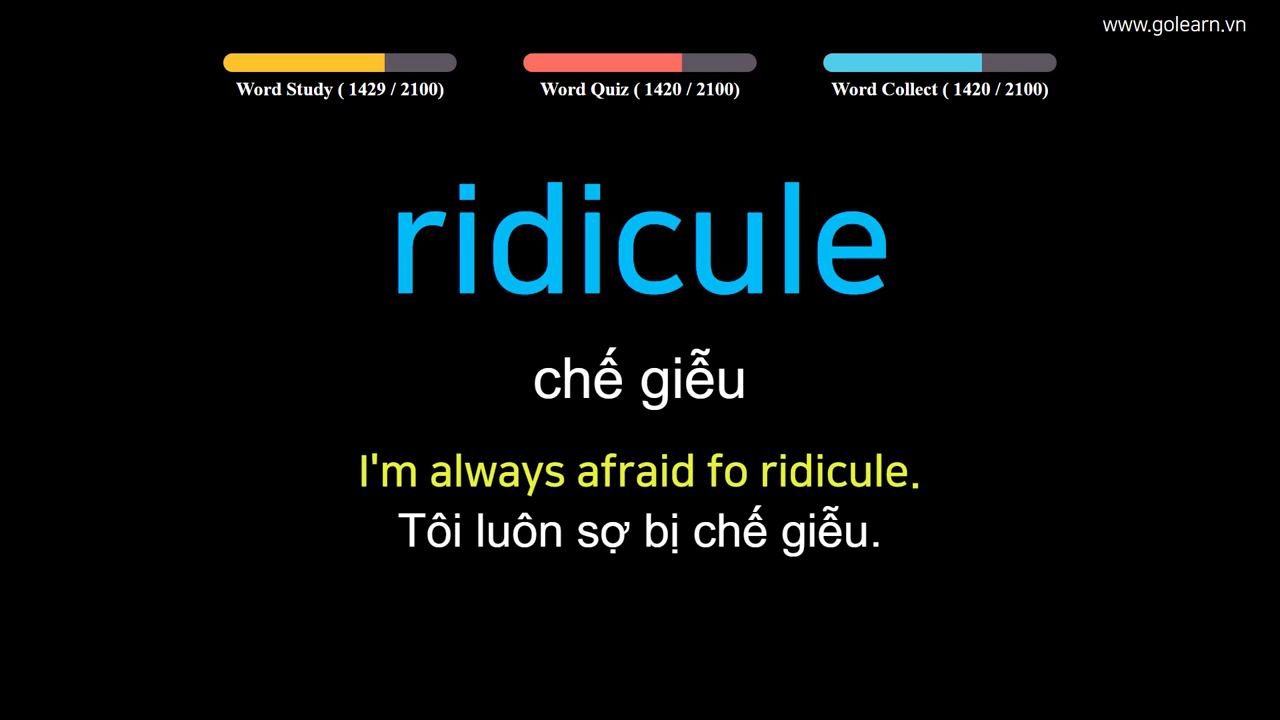 www.golearn.vn
Word Study ( 1429 / 2100)
Word Quiz ( 1420 / 2100)
Word Collect ( 1420 / 2100)
ridicule
chế giễu
I'm always afraid fo ridicule.
Tôi luôn sợ bị chế giễu.